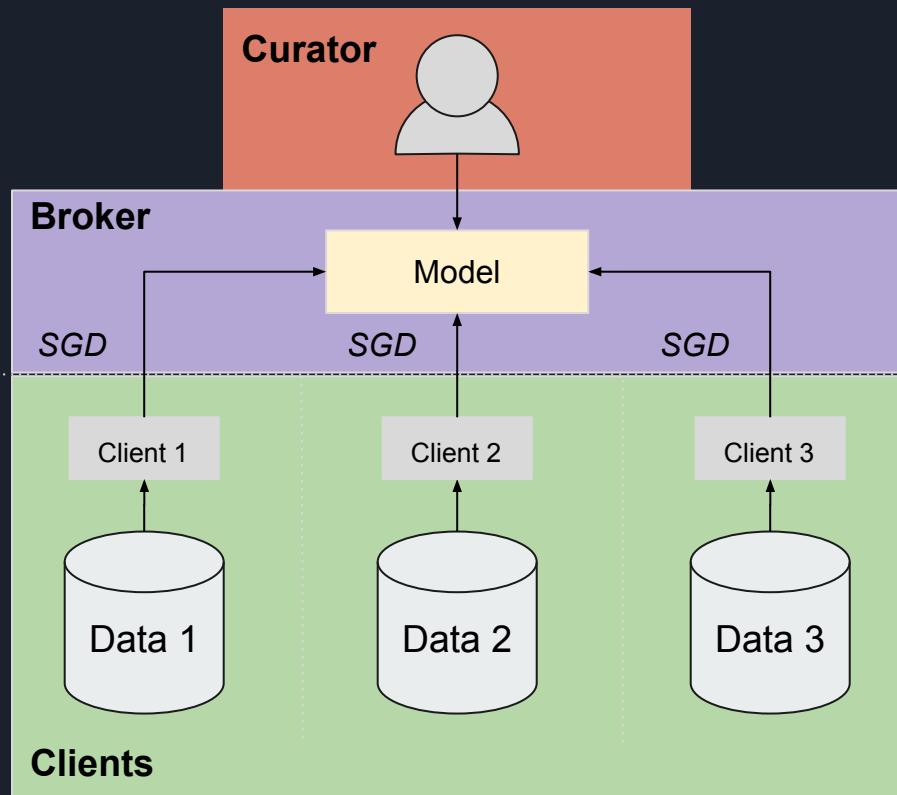 Curator
Broker
Model
SGD
SGD
SGD
Client 1
Client 2
Client 3
Data 1
Data 2
Data 3
Clients